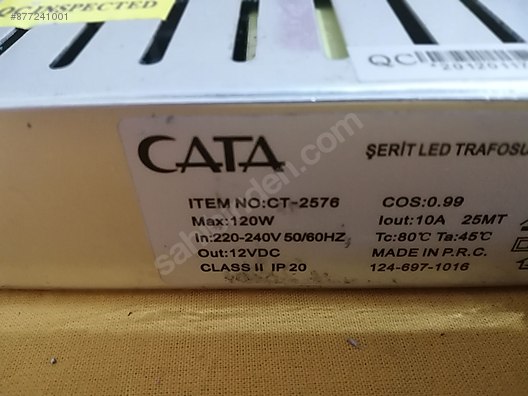 #877241001
QC INSPECTED
QC
CATA
ŞERİT LED TRAFOSU
ITEM NO:CT-2576
COS:0.99
Max:120W
Iout:10A 25MT
In:220-240V 50/60HZ
Tc:80℃ Ta:45℃
Out:12VDC
MADE IN P.R.C.
CLASS II IP 20
124-697-1016
sahibinden.com